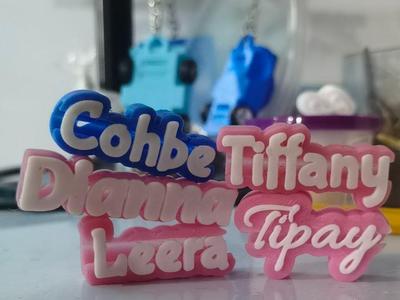 Cohbe
Tiffany
Dianna
Tipay
Leera